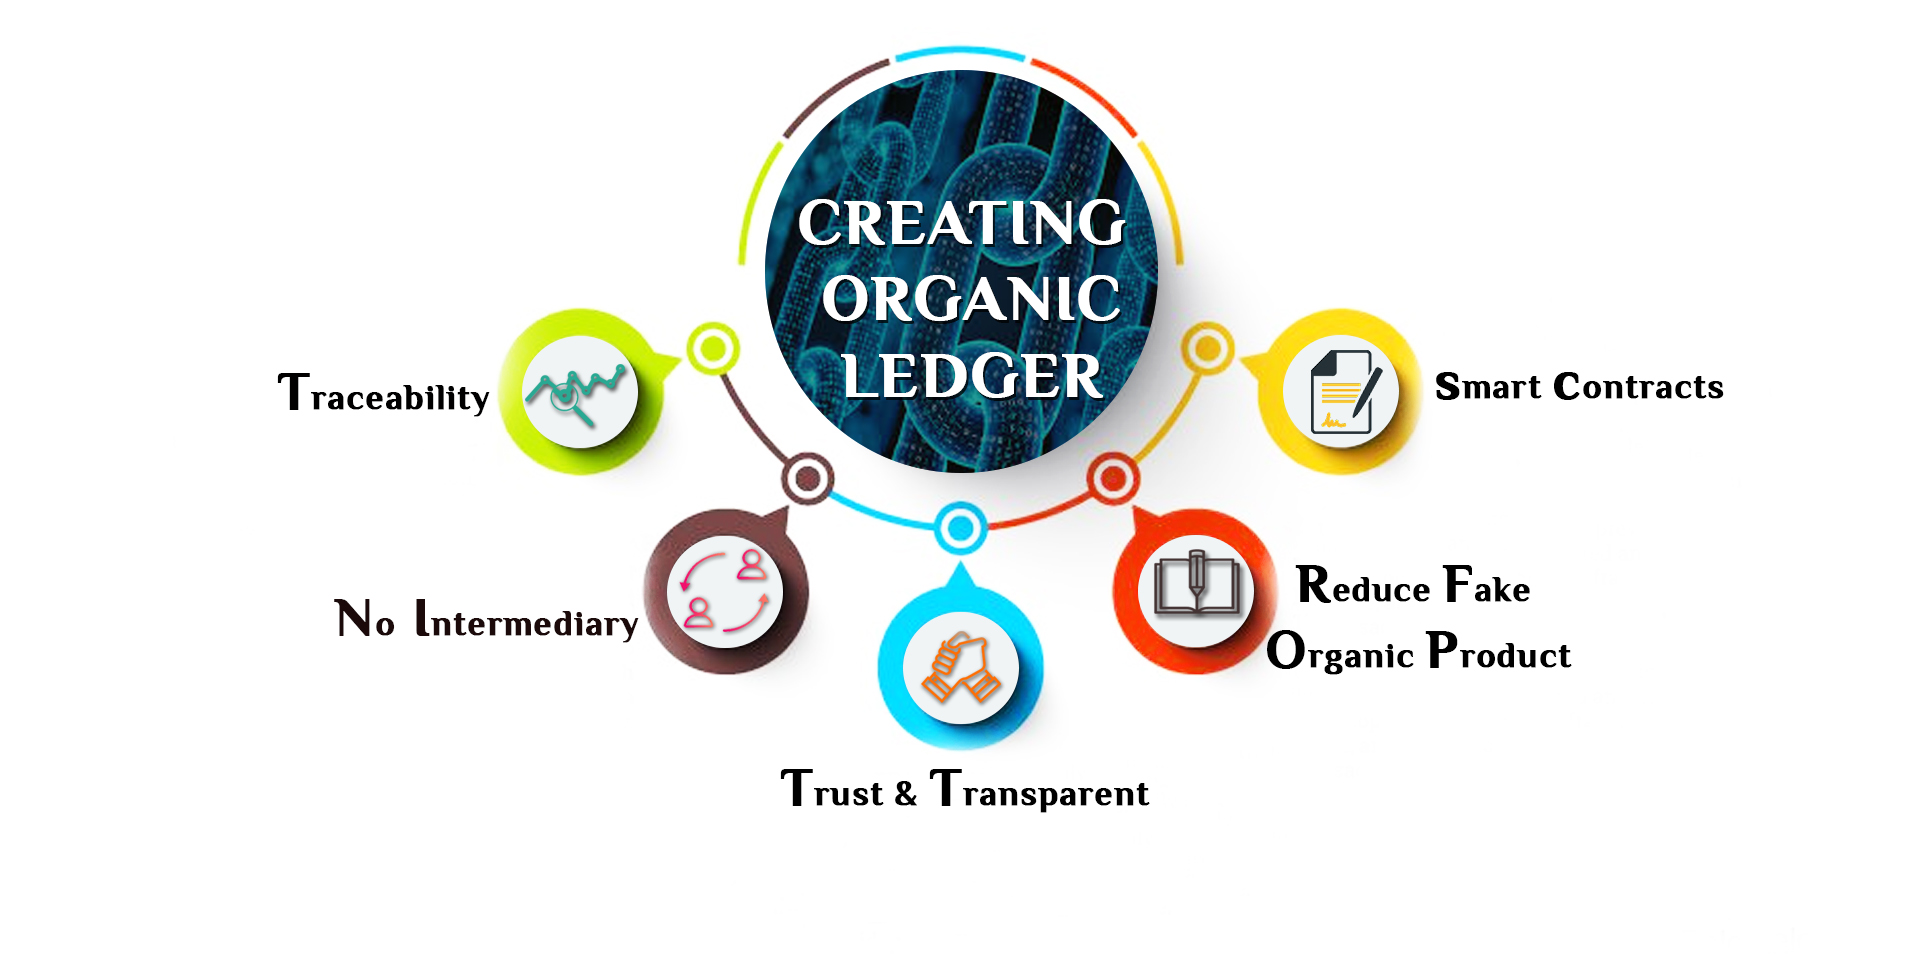 CREATING
ORGANIC
LEDGER
Traceability
No Intermediary
Trust & Transparent
Reduce Fake
Organic Product
Smart Contracts